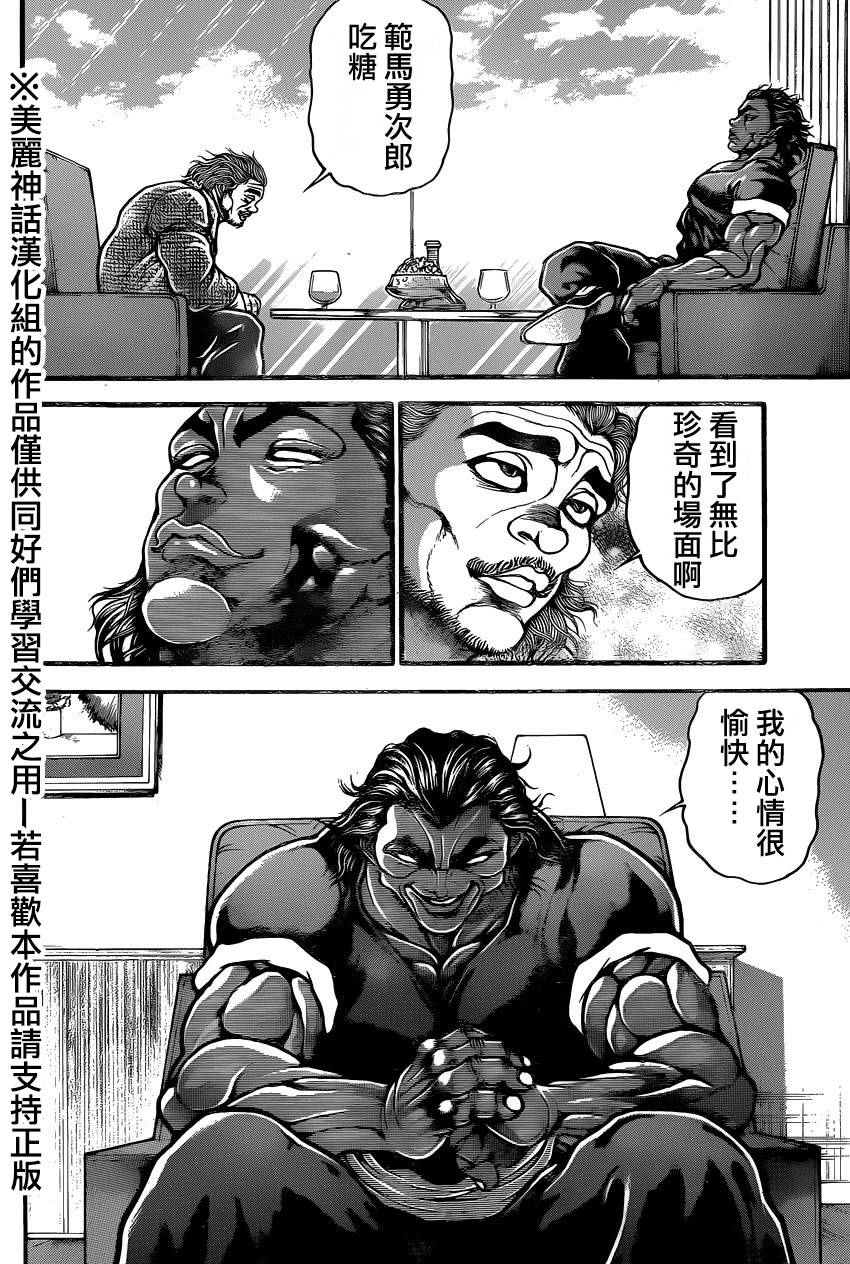 範馬勇次郎
吃糖
看到了無比
珍奇的場面啊
我的心情很
愉快……
※美麗神話漢化組的作品僅供同好們學習交流之用—若喜歡本作品請支持正版